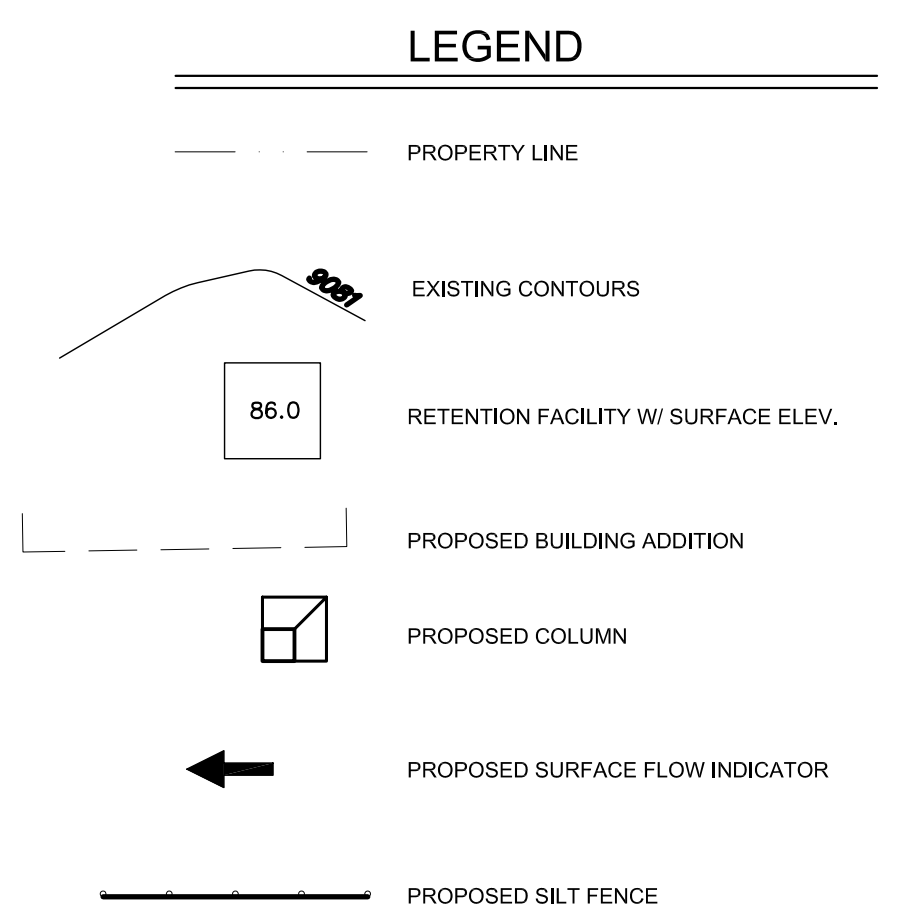 LEGEND
PROPERTY LINE
9081
EXISTING CONTOURS
86.0
RETENTION FACILITY W/ SURFACE ELEV.
PROPOSED BUILDING ADDITION
PROPOSED COLUMN
PROPOSED SURFACE FLOW INDICATOR
PROPOSED SILT FENCE